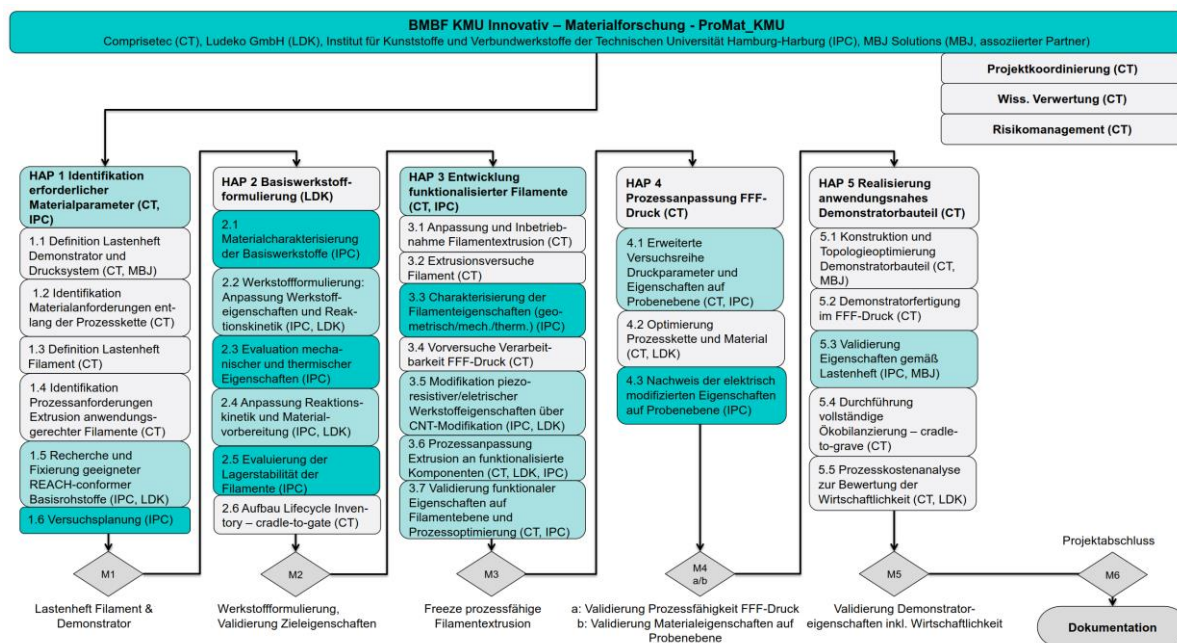 BMBF KMU Innovativ – Materialforschung - ProMat_KMU
Comprisetec (CT), Ludeko GmbH (LDK), Institut für Kunststoffe und Verbundwerkstoffe der Technischen Universität Hamburg-Harburg (IPC), MBJ Solutions (MBJ, assoziierter Partner)
Projektkoordinierung (CT)
Wiss. Verwertung (CT)
Risikomanagement (CT)
HAP 1 Identifikation
erforderlicher
Materialparameter (CT,
IPC)
1.1 Definition Lastenheft
Demonstrator und
Drucksystem (CT, MBJ)
1.2 Identifikation
Materialanforderungen ent-
lang der Prozesskette (CT)
1.3 Definition Lastenheft
Filament (CT)
1.4 Identifikation
Prozessanforderungen
Extrusion anwendungs-
gerechter Filamente (CT)
1.5 Recherche und
Fixierung geeigneter
REACH-conformer
Basisrohstoffe (IPC, LDK)
1.6 Versuchsplanung (IPC)
M1
Lastenheft Filament &
Demonstrator
HAP 2 Basiswerkstoff-
formulierung (LDK)
2.1
Materialcharakterisierung
der Basiswerkstoffe (IPC)
2.2 Werkstoffformulierung:
Anpassung Werkstoff-
eigenschaften und Reak-
tionskinetik (IPC, LDK)
2.3 Evaluation mecha-
nischer und thermischer
Eigenschaften (IPC)
2.4 Anpassung Reaktions-
kinetik und Material-
vorbereitung (IPC, LDK)
2.5 Evaluierung der
Lagerstabilität der
Filamente (IPC)
2.6 Aufbau Lifecycle Inven-
tory – cradle-to-gate (CT)
M2
Werkstoffformulierung,
Validierung Zieleigenschaften
HAP 3 Entwicklung
funktionalisierter Filamente
(CT, IPC)
3.1 Anpassung und Inbetrieb-
nahme Filamentextrusion (CT)
3.2 Extrusionsversuche
Filament (CT)
3.3 Charakterisierung der
Filamenteigenschaften (geo-
metrisch/mech./therm.) (IPC)
3.4 Vorversuche Verarbeit-
barkeit FFF-Druck (CT)
3.5 Modifikation piezo-
resistiver/eletrischer
Werkstoffeigenschaften über
CNT-Modifikation (IPC, LDK)
3.6 Prozessanpassung
Extrusion an funktionalisierte
Komponenten (CT, LDK, IPC)
3.7 Validierung funktionaler
Eigenschaften auf
Filamentebene und
Prozessoptimierung (CT, IPC)
M3
Freeze prozessfähige
Filamentextrusion
HAP 4
Prozessanpassung FFF-
Druck (CT)
4.1 Erweiterte
Versuchsreihe
Druckparameter und
Eigenschaften auf
Probenebene (CT, IPC)
4.2 Optimierung
Prozesskette und Material
(CT, LDK)
4.3 Nachweis der elektrisch
modifizierten Eigenschaften
auf Probenebene (IPC)
M4
a/b
a: Validierung Prozessfähigkeit FFF-Druck
b: Validierung Materialeigenschaften auf
Probenebene
HAP 5 Realisierung
anwendungsnahes
Demonstratorbauteil (CT)
5.1 Konstruktion und
Topologieoptimierung
Demonstratorbauteil (CT,
MBJ)
5.2 Demonstratorfertigung
im FFF-Druck (CT)
5.3 Validierung
Eigenschaften gemäß
Lastenheft (IPC, MBJ)
5.4 Durchführung
vollständige
Ökobilanzierung – cradle-
to-grave (CT)
5.5 Prozesskostenanalyse
zur Bewertung der
Wirtschaftlichkeit (CT, LDK)
M5
Validierung Demonstrator-
eigenschaften inkl. Wirtschaftlichkeit
Projektabschluss
M6
Dokumentation